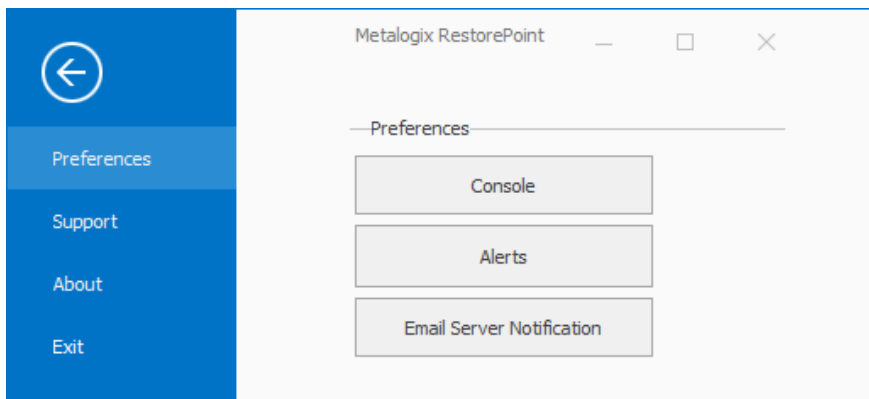 Metalogix RestorePoint
Preferences
Support
About
Exit
Preferences
Console
Alerts
Email Server Notification